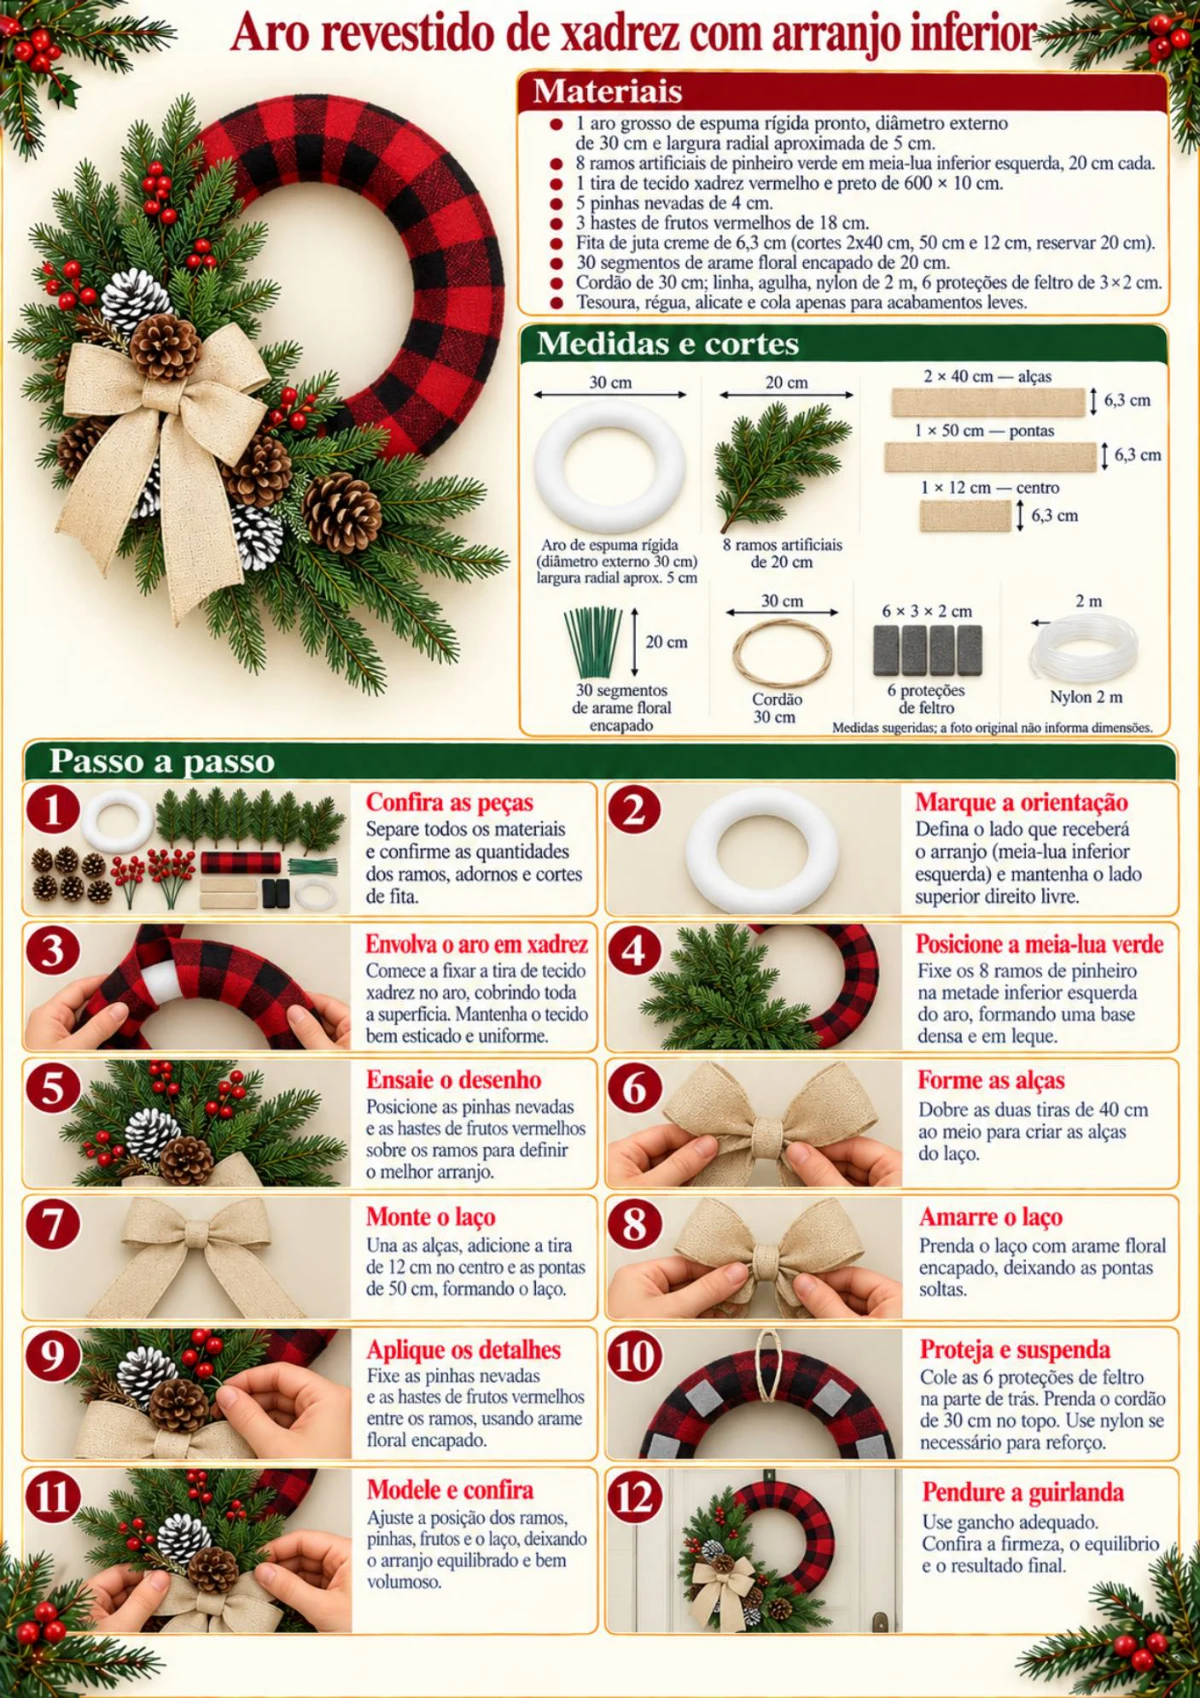 Aro revestido de xadrez com arranjo inferior
Materiais
1 aro grosso de espuma rígida pronto, diâmetro externo
de 30 cm e largura radial aproximada de 5 cm.
8 ramos artificiais de pinheiro verde em meia-lua inferior esquerda, 20 cm cada.
1 tira de tecido xadrez vermelho e preto de 600 × 10 cm.
5 pinhas nevadas de 4 cm.
3 hastes de frutos vermelhos de 18 cm.
Fita de juta creme de 6,3 cm (cortes 2x40 cm, 50 cm e 12 cm, reservar 20 cm).
30 segmentos de arame floral encapado de 20 cm.
Cordão de 30 cm; linha, agulha, nylon de 2 m, 6 proteções de feltro de 3×2 cm.
Tesoura, régua, alicate e cola apenas para acabamentos leves.
Medidas e cortes
30 cm
Aro de espuma rígida
(diâmetro externo 30 cm)
largura radial aprox. 5 cm
20 cm
8 ramos artificiais
de 20 cm
2 × 40 cm — alças
6,3 cm
1 × 50 cm — pontas
6,3 cm
1 × 12 cm — centro
6,3 cm
20 cm
30 segmentos
de arame floral
encapado
30 cm
Cordão
30 cm
6 × 3 × 2 cm
6 proteções
de feltro
2 m
Nylon 2 m
Medidas sugeridas; a foto original não informa dimensões.
Passo a passo
1
Confira as peças
Separe todos os materiais
e confirme as quantidades
dos ramos, adornos e cortes
de fita.
2
Marque a orientação
Defina o lado que receberá
o arranjo (meia-lua inferior
esquerda) e mantenha o lado
superior direito livre.
3
Envolva o aro em xadrez
Comece a fixar a tira de tecido
xadrez no aro, cobrindo toda
a superfície. Mantenha o tecido
bem esticado e uniforme.
4
Posicione a meia-lua verde
Fixe os 8 ramos de pinheiro
na metade inferior esquerda
do aro, formando uma base
densa e em leque.
5
Ensaie o desenho
Posicione as pinhas nevadas
e as hastes de frutos vermelhos
sobre os ramos para definir
o melhor arranjo.
6
Forme as alças
Dobre as duas tiras de 40 cm
ao meio para criar as alças
do laço.
7
Monte o laço
Una as alças, adicione a tira
de 12 cm no centro e as pontas
de 50 cm, formando o laço.
8
Amarre o laço
Prenda o laço com arame floral
encapado, deixando as pontas
soltas.
9
Aplique os detalhes
Fixe as pinhas nevadas
e as hastes de frutos vermelhos
entre os ramos, usando arame
floral encapado.
10
Proteja e suspenda
Cole as 6 proteções de feltro
na parte de trás. Prenda o cordão
de 30 cm no topo. Use nylon se
necessário para reforço.
11
Modele e confira
Ajuste a posição dos ramos,
pinhas, frutos e o laço, deixando
o arranjo equilibrado e bem
volumoso.
12
Pendure a guirlanda
Use gancho adequado.
Confira a firmeza, o equilíbrio
e o resultado final.